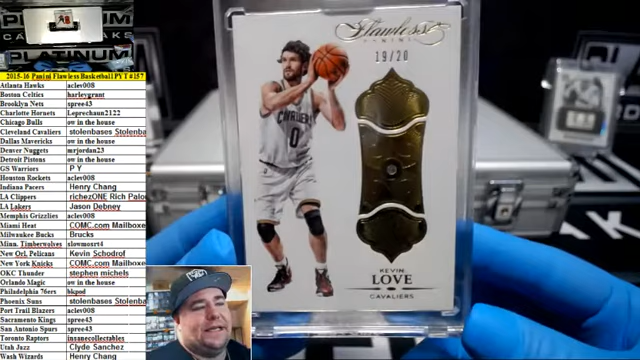 PLATINUM
2015-16 Panini Flawless Basketball PYT #157
Atlanta Hawks aclev008
Boston Celtics harleygrant
Brooklyn Nets spree43
Charlotte Hornets Leprechaun2122
Chicago Bulls ow in the house
Cleveland Cavaliers stolenbases Stolenba
Dallas Mavericks ow in the house
Denver Nuggets mrjordan23
Detroit Pistons ow in the house
GS Warriors P Y
Houston Rockets aclev008
Indiana Pacers Henry Chang
LA Clippers richezONE Rich Palo
LA Lakers Jason Debney
Memphis Grizzlies aclev008
Miami Heat COMC.com Mailboxe
Milwaukee Bucks Brucks
Minn. Timberwolves slowmosrt4
New Orl. Pelicans Kevin Schodrof
New York Knicks COMC.com Mailboxe
OKC Thunder stephen michels
Orlando Magic ow in the house
Philadelphia 76ers bkpod
Phoenix Suns stolenbases Stolenba
Port Trail Blazers aclev008
Sacramento Kings spree43
San Antonio Spurs spree43
Toronto Raptors insanecollectables
Utah Jazz Clyde Sanchez
Wash Wizards Henry Chang
Flawless
PANINI
19/20
CAVALIERS
0
KEVIN
LOVE
CAVALIERS